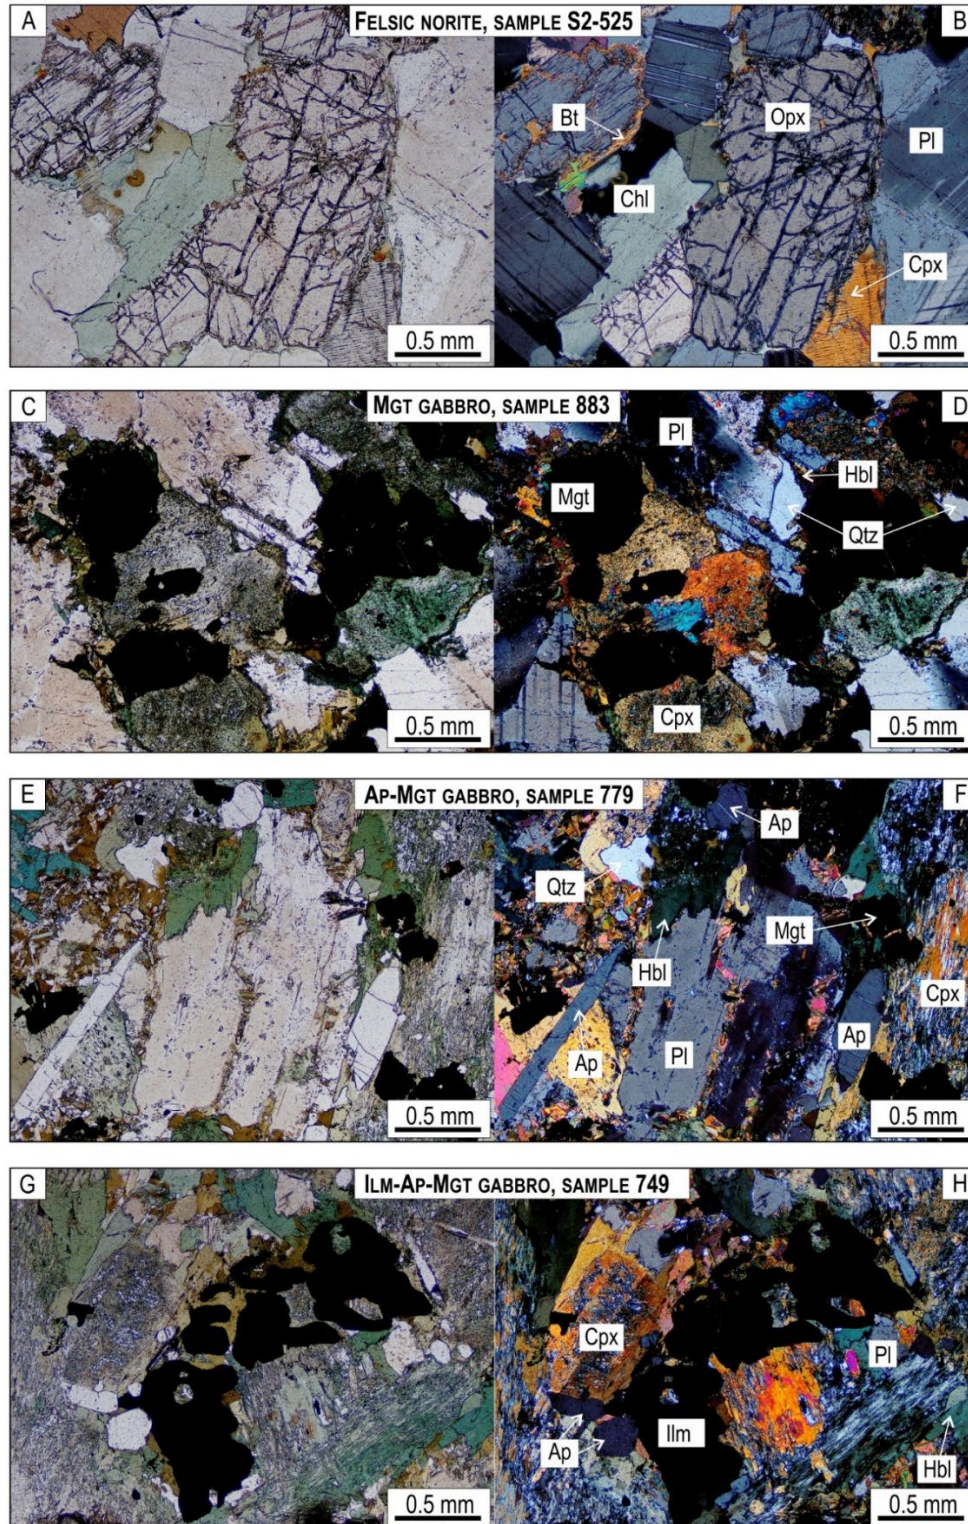 A
FELSIC NORITE, SAMPLE S2-525
B
Bt
Opx
Pl
Chl
Cpx
0.5 mm
0.5 mm
C
MGT GABBRO, SAMPLE 883
D
Pl
Hbl
Mgt
Qtz
Cpx
0.5 mm
0.5 mm
E
AP-MGT GABBRO, SAMPLE 779
F
Ap
Qtz
Mgt
Hbl
Cpx
Ap
Pl
Ap
0.5 mm
0.5 mm
G
ILM-AP-MGT GABBRO, SAMPLE 749
H
Cpx
Pl
Ap
Ilm
Hbl
0.5 mm
0.5 mm